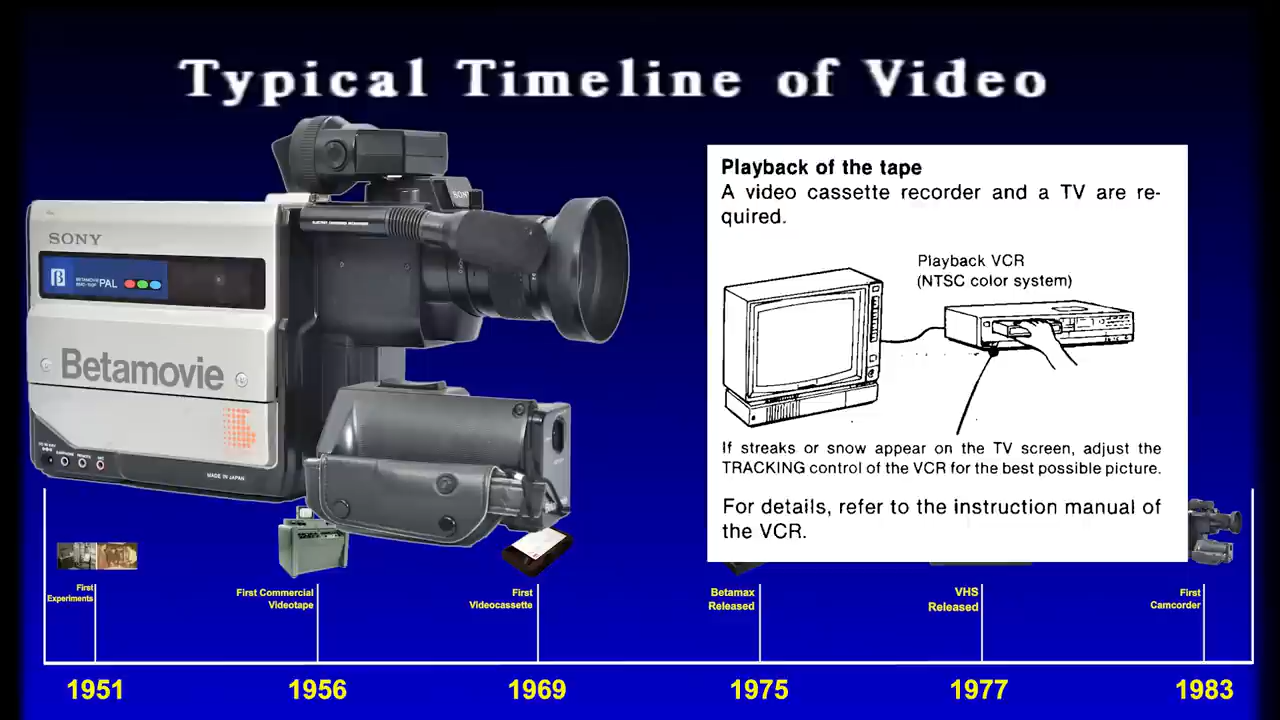 Typical Timeline of Video
SONY
SONY
PAL
Betamovie
MADE IN JAPAN
Playback of the tape
A video cassette recorder and a TV are re-
quired.
Playback VCR
(NTSC color system)
If streaks or snow appear on the TV screen, adjust the
TRACKING control of the VCR for the best possible picture.
For details, refer to the instruction manual of
the VCR.
First
Experiments
First Commercial
Videotape
First
Videocassette
Betamax
Released
VHS
Released
First
Camcorder
1951
1956
1969
1975
1977
1983